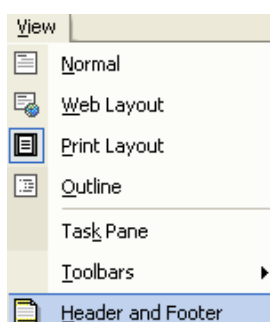 View
Normal
Web Layout
Print Layout
Outline
Task Pane
Toolbars
Header and Footer